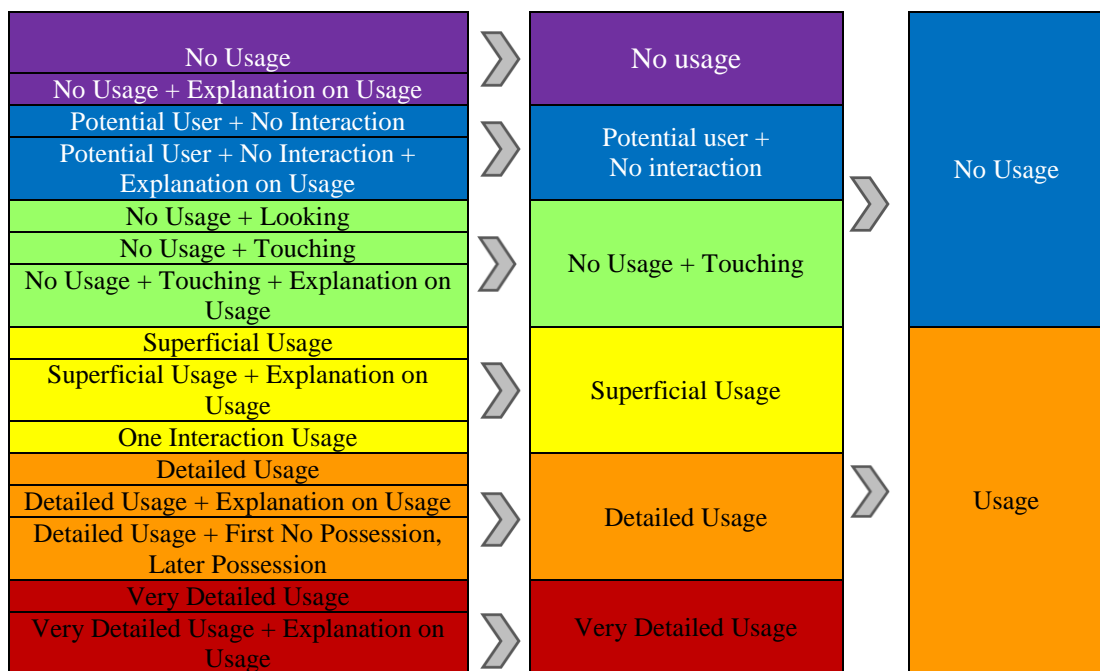 No Usage
No Usage + Explanation on Usage
Potential User + No Interaction
Potential User + No Interaction +
Explanation on Usage
No Usage + Looking
No Usage + Touching
No Usage + Touching + Explanation on
Usage
Superficial Usage
Superficial Usage + Explanation on
Usage
One Interaction Usage
Detailed Usage
Detailed Usage + Explanation on Usage
Detailed Usage + First No Possession,
Later Possession
Very Detailed Usage
Very Detailed Usage + Explanation on
Usage
No usage
Potential user +
No interaction
No Usage + Touching
Superficial Usage
Detailed Usage
Very Detailed Usage
No Usage
Usage